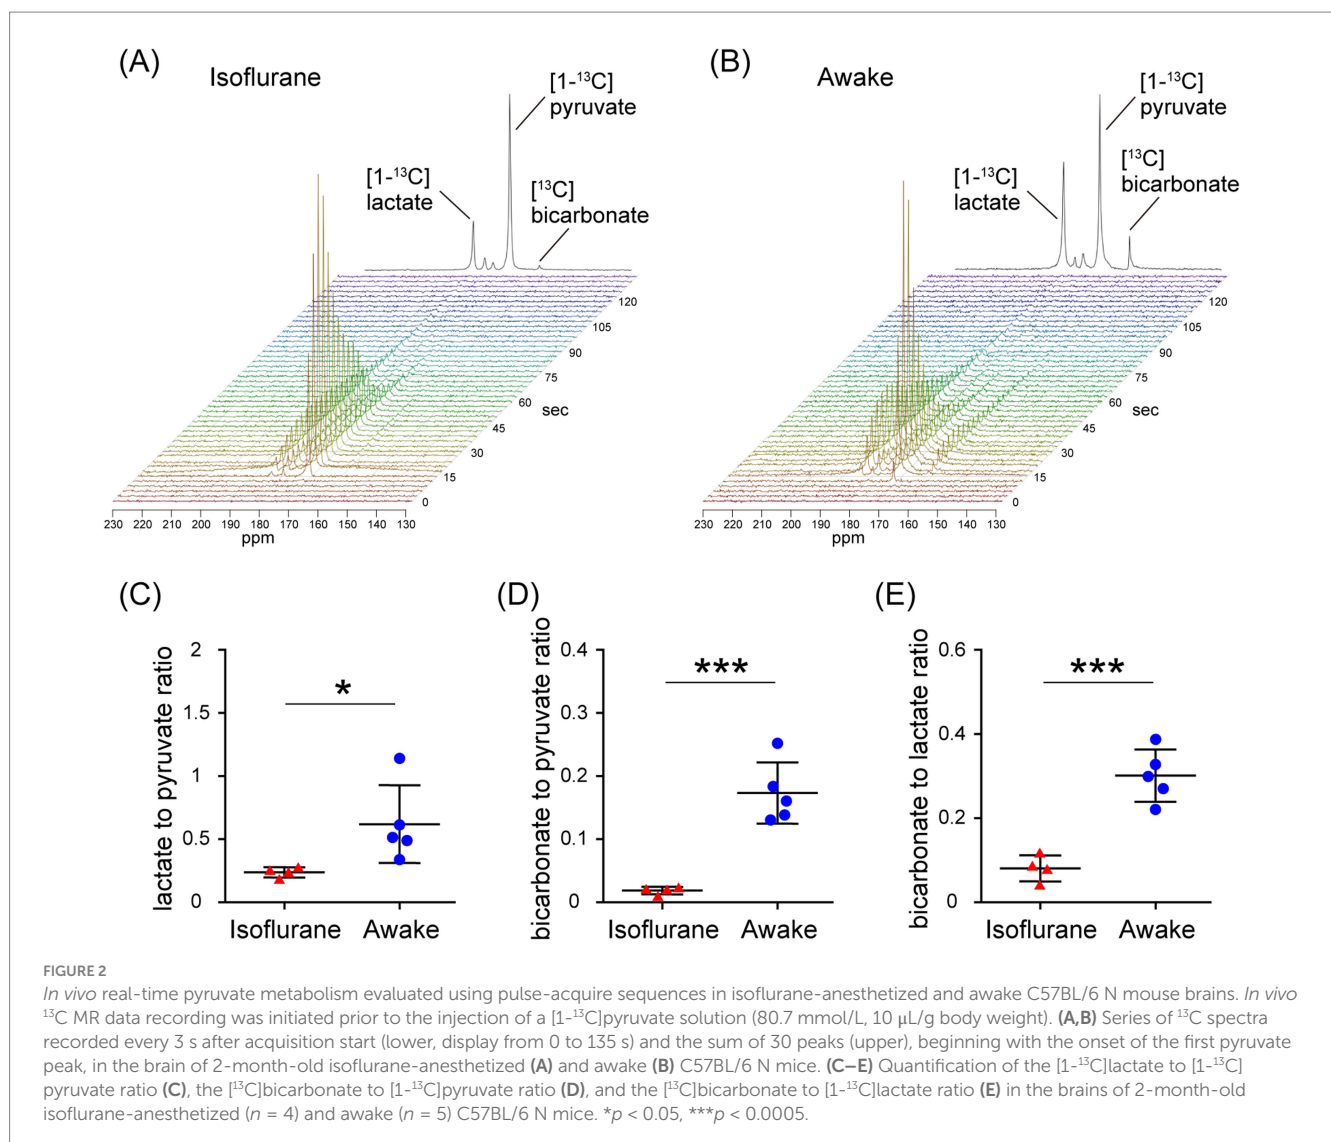 (A)
Isoflurane
[1-¹³C]
pyruvate
[1-¹³C]
lactate
[¹³C]
bicarbonate
120
105
90
75
60
sec
45
30
15
0
230 220 210 200 190 180 170 160 150 140 130
ppm
(B)
Awake
[1-¹³C]
pyruvate
[1-¹³C]
lactate
[¹³C]
bicarbonate
120
105
90
75
60
sec
45
30
15
0
230 220 210 200 190 180 170 160 150 140 130
ppm
(C)
lactate to pyruvate ratio
2
1.5
1
0.5
0
*
Isoflurane Awake
(D)
bicarbonate to pyruvate ratio
0.4
0.3
0.2
0.1
0
***
Isoflurane Awake
(E)
bicarbonate to lactate ratio
0.6
0.4
0.2
0
***
Isoflurane Awake
FIGURE 2
In vivo real-time pyruvate metabolism evaluated using pulse-acquire sequences in isoflurane-anesthetized and awake C57BL/6 N mouse brains. In vivo
¹³C MR data recording was initiated prior to the injection of a [1-¹³C]pyruvate solution (80.7 mmol/L, 10 μL/g body weight). (A,B) Series of ¹³C spectra
recorded every 3 s after acquisition start (lower, display from 0 to 135 s) and the sum of 30 peaks (upper), beginning with the onset of the first pyruvate
peak, in the brain of 2-month-old isoflurane-anesthetized (A) and awake (B) C57BL/6 N mice. (C–E) Quantification of the [1-¹³C]lactate to [1-¹³C]
pyruvate ratio (C), the [¹³C]bicarbonate to [1-¹³C]pyruvate ratio (D), and the [¹³C]bicarbonate to [1-¹³C]lactate ratio (E) in the brains of 2-month-old
isoflurane-anesthetized (n = 4) and awake (n = 5) C57BL/6 N mice. *p < 0.05, ***p < 0.0005.